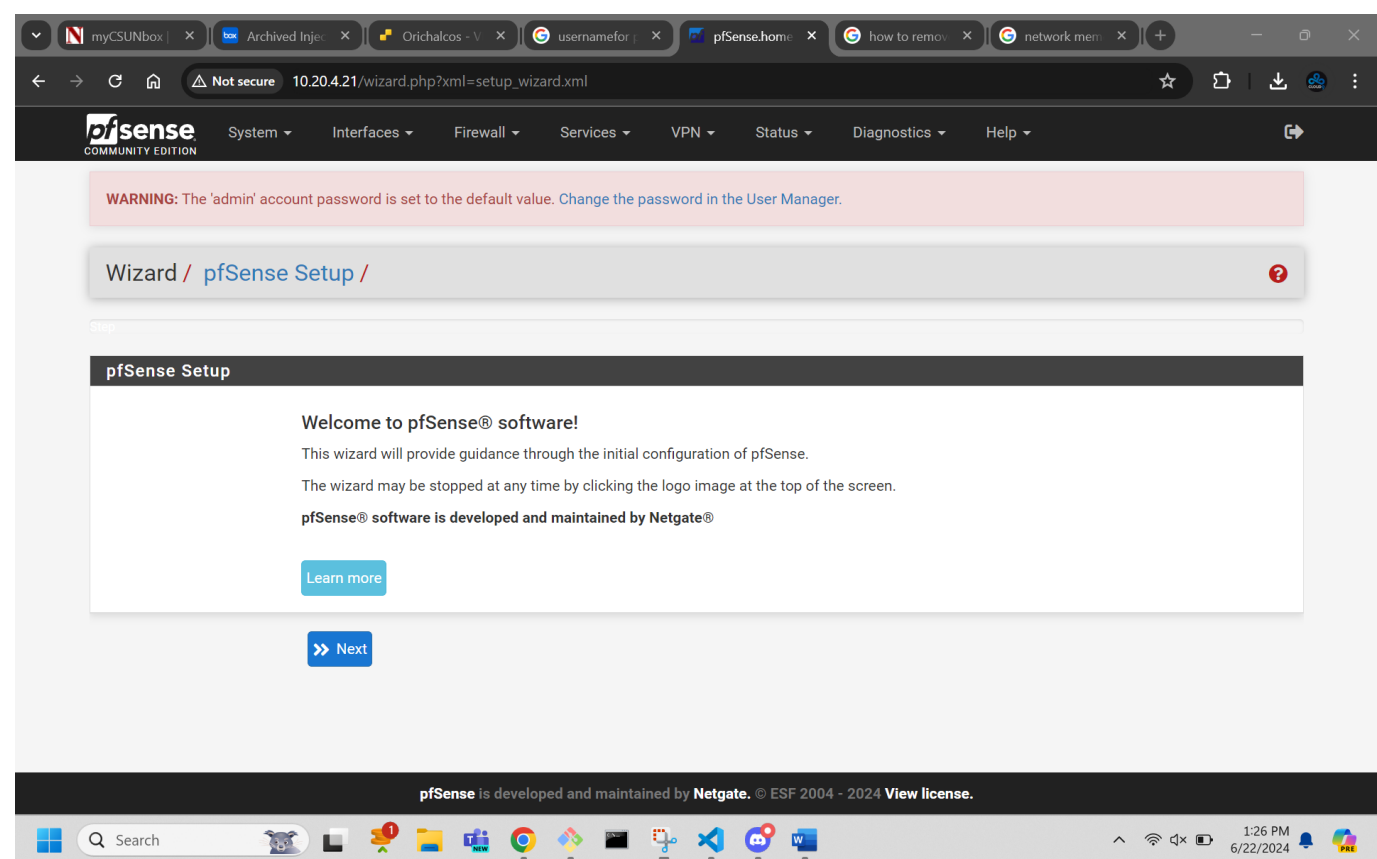 myCSUNbox |
box Archived Injec
Orichalcos - V
usernamefor p
pfSense.home
how to remov
network mem
Not secure 10.20.4.21/wizard.php?xml=setup_wizard.xml
pfsense
COMMUNITY EDITION
System
Interfaces
Firewall
Services
VPN
Status
Diagnostics
Help
WARNING: The 'admin' account password is set to the default value. Change the password in the User Manager.
Wizard / pfSense Setup /
Step
pfSense Setup
Welcome to pfSense® software!
This wizard will provide guidance through the initial configuration of pfSense.
The wizard may be stopped at any time by clicking the logo image at the top of the screen.
pfSense® software is developed and maintained by Netgate®
Learn more
Next
pfSense is developed and maintained by Netgate. © ESF 2004 - 2024 View license.
Search
1
NEW
1:26 PM
6/22/2024
PRE